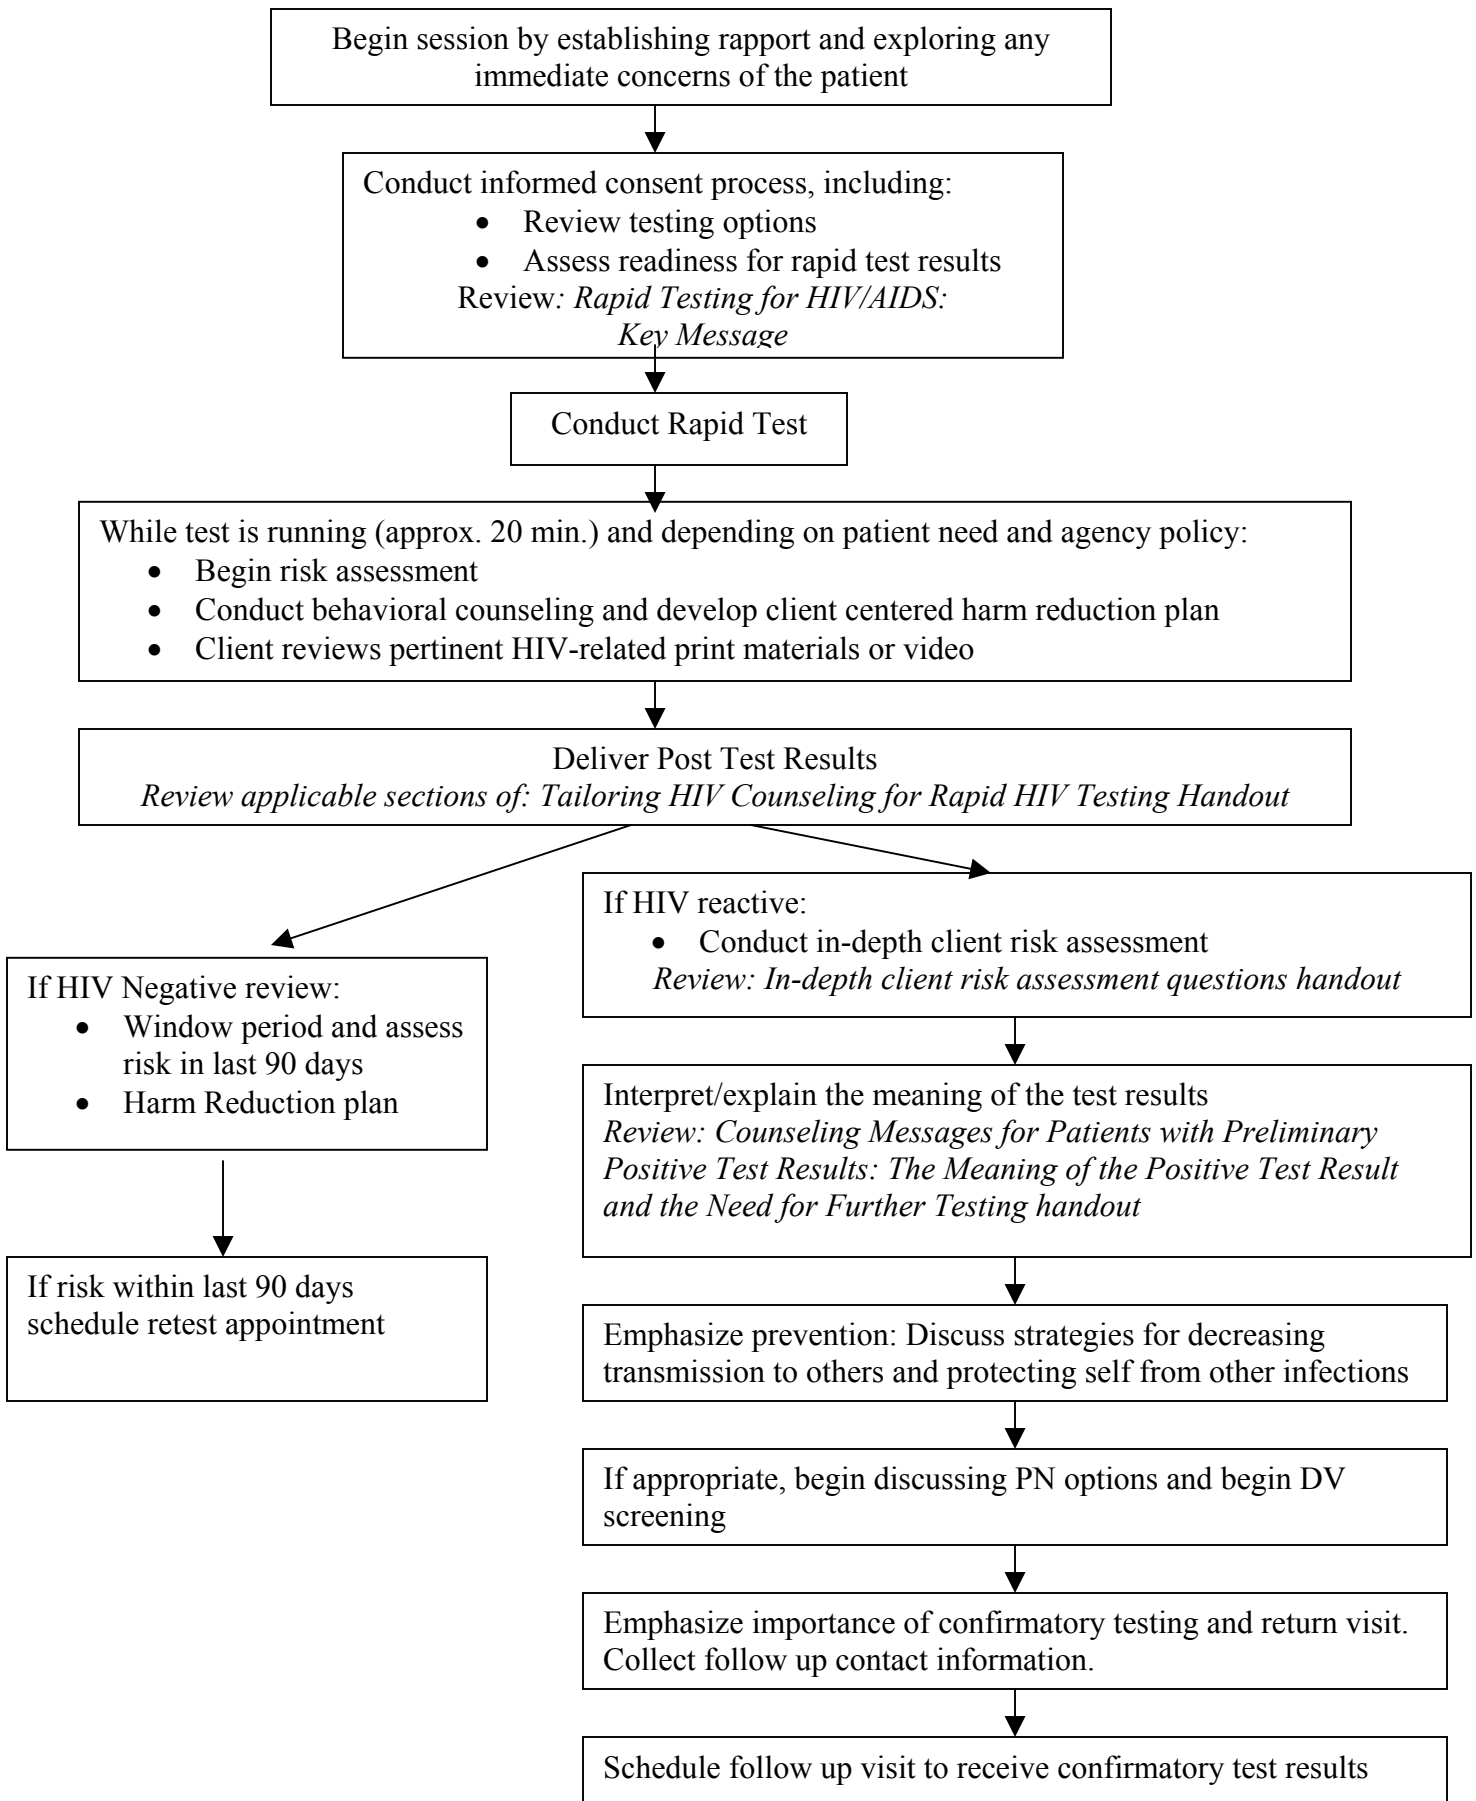 Begin session by establishing rapport and exploring any
immediate concerns of the patient
Conduct informed consent process, including:
• Review testing options
• Assess readiness for rapid test results
Review: Rapid Testing for HIV/AIDS:
Key Message
Conduct Rapid Test
While test is running (approx. 20 min.) and depending on patient need and agency policy:
• Begin risk assessment
• Conduct behavioral counseling and develop client centered harm reduction plan
• Client reviews pertinent HIV-related print materials or video
Deliver Post Test Results
Review applicable sections of: Tailoring HIV Counseling for Rapid HIV Testing Handout
If HIV Negative review:
• Window period and assess
risk in last 90 days
• Harm Reduction plan
If risk within last 90 days
schedule retest appointment
If HIV reactive:
• Conduct in-depth client risk assessment
Review: In-depth client risk assessment questions handout
Interpret/explain the meaning of the test results
Review: Counseling Messages for Patients with Preliminary
Positive Test Results: The Meaning of the Positive Test Result
and the Need for Further Testing handout
Emphasize prevention: Discuss strategies for decreasing
transmission to others and protecting self from other infections
If appropriate, begin discussing PN options and begin DV
screening
Emphasize importance of confirmatory testing and return visit.
Collect follow up contact information.
Schedule follow up visit to receive confirmatory test results